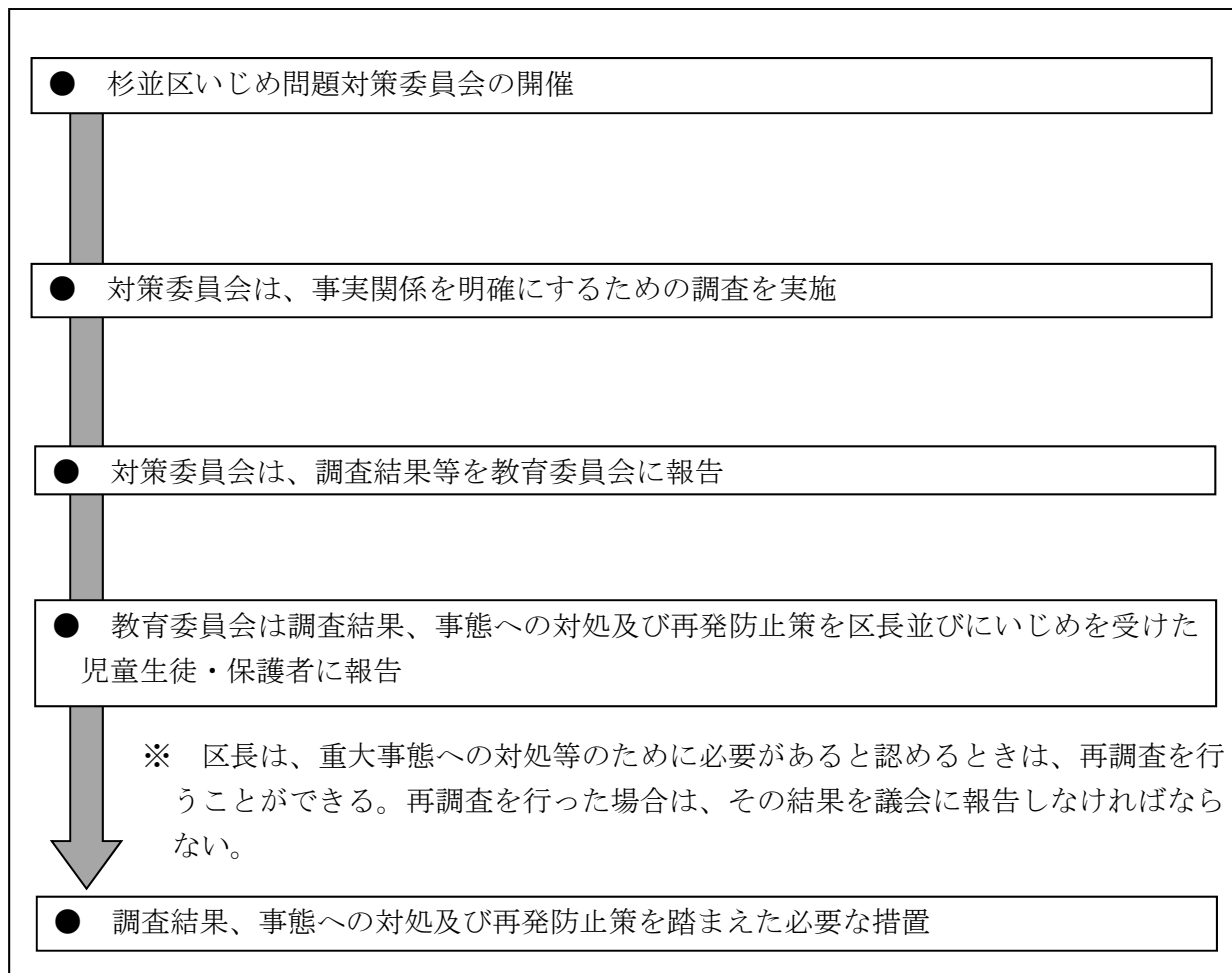 ● 杉並区いじめ問題対策委員会の開催
● 対策委員会は、事実関係を明確にするための調査を実施
● 対策委員会は、調査結果等を教育委員会に報告
● 教育委員会は調査結果、事態への対処及び再発防止策を区長並びにいじめを受けた
児童生徒・保護者に報告
※ 区長は、重大事態への対処等のために必要があると認めるときは、再調査を行
うことができる。再調査を行った場合は、その結果を議会に報告しなければなら
ない。
● 調査結果、事態への対処及び再発防止策を踏まえた必要な措置